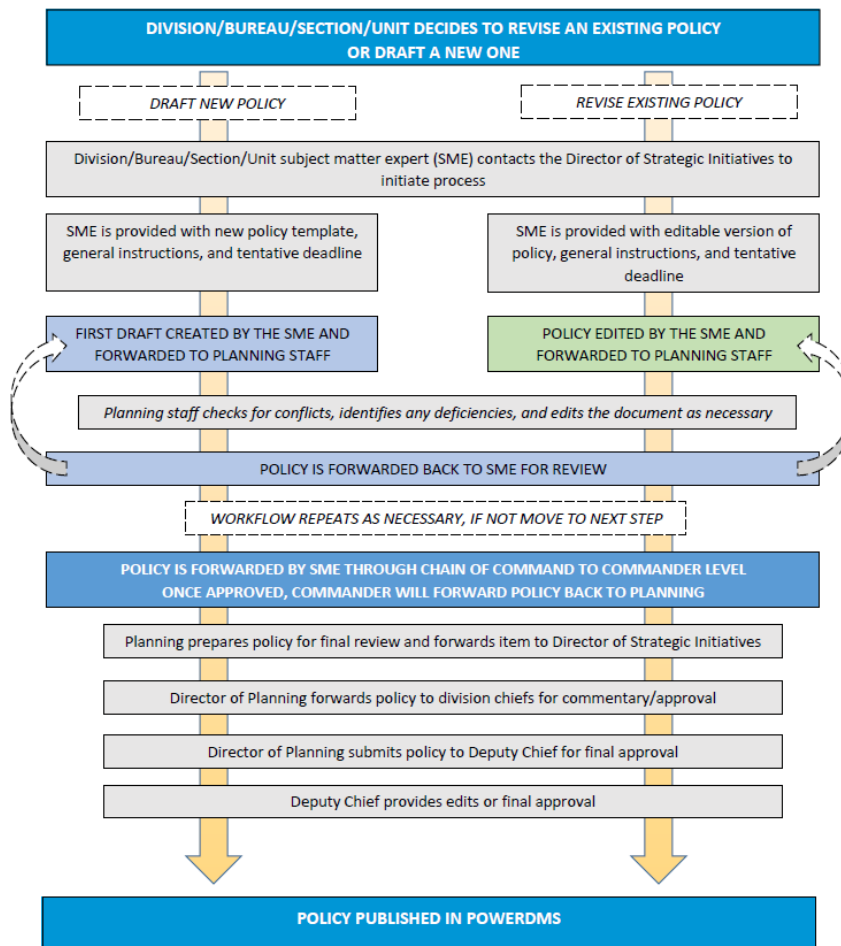 DIVISION/BUREAU/SECTION/UNIT DECIDES TO REVISE AN EXISTING POLICY
OR DRAFT A NEW ONE
DRAFT NEW POLICY
REVISE EXISTING POLICY
Division/Bureau/Section/Unit subject matter expert (SME) contacts the Director of Strategic Initiatives to
initiate process
SME is provided with new policy template,
general instructions, and tentative deadline
SME is provided with editable version of
policy, general instructions, and tentative
deadline
FIRST DRAFT CREATED BY THE SME AND
FORWARDED TO PLANNING STAFF
POLICY EDITED BY THE SME AND
FORWARDED TO PLANNING STAFF
Planning staff checks for conflicts, identifies any deficiencies, and edits the document as necessary
POLICY IS FORWARDED BACK TO SME FOR REVIEW
WORKFLOW REPEATS AS NECESSARY, IF NOT MOVE TO NEXT STEP
POLICY IS FORWARDED BY SME THROUGH CHAIN OF COMMAND TO COMMANDER LEVEL
ONCE APPROVED, COMMANDER WILL FORWARD POLICY BACK TO PLANNING
Planning prepares policy for final review and forwards item to Director of Strategic Initiatives
Director of Planning forwards policy to division chiefs for commentary/approval
Director of Planning submits policy to Deputy Chief for final approval
Deputy Chief provides edits or final approval
POLICY PUBLISHED IN POWERDMS